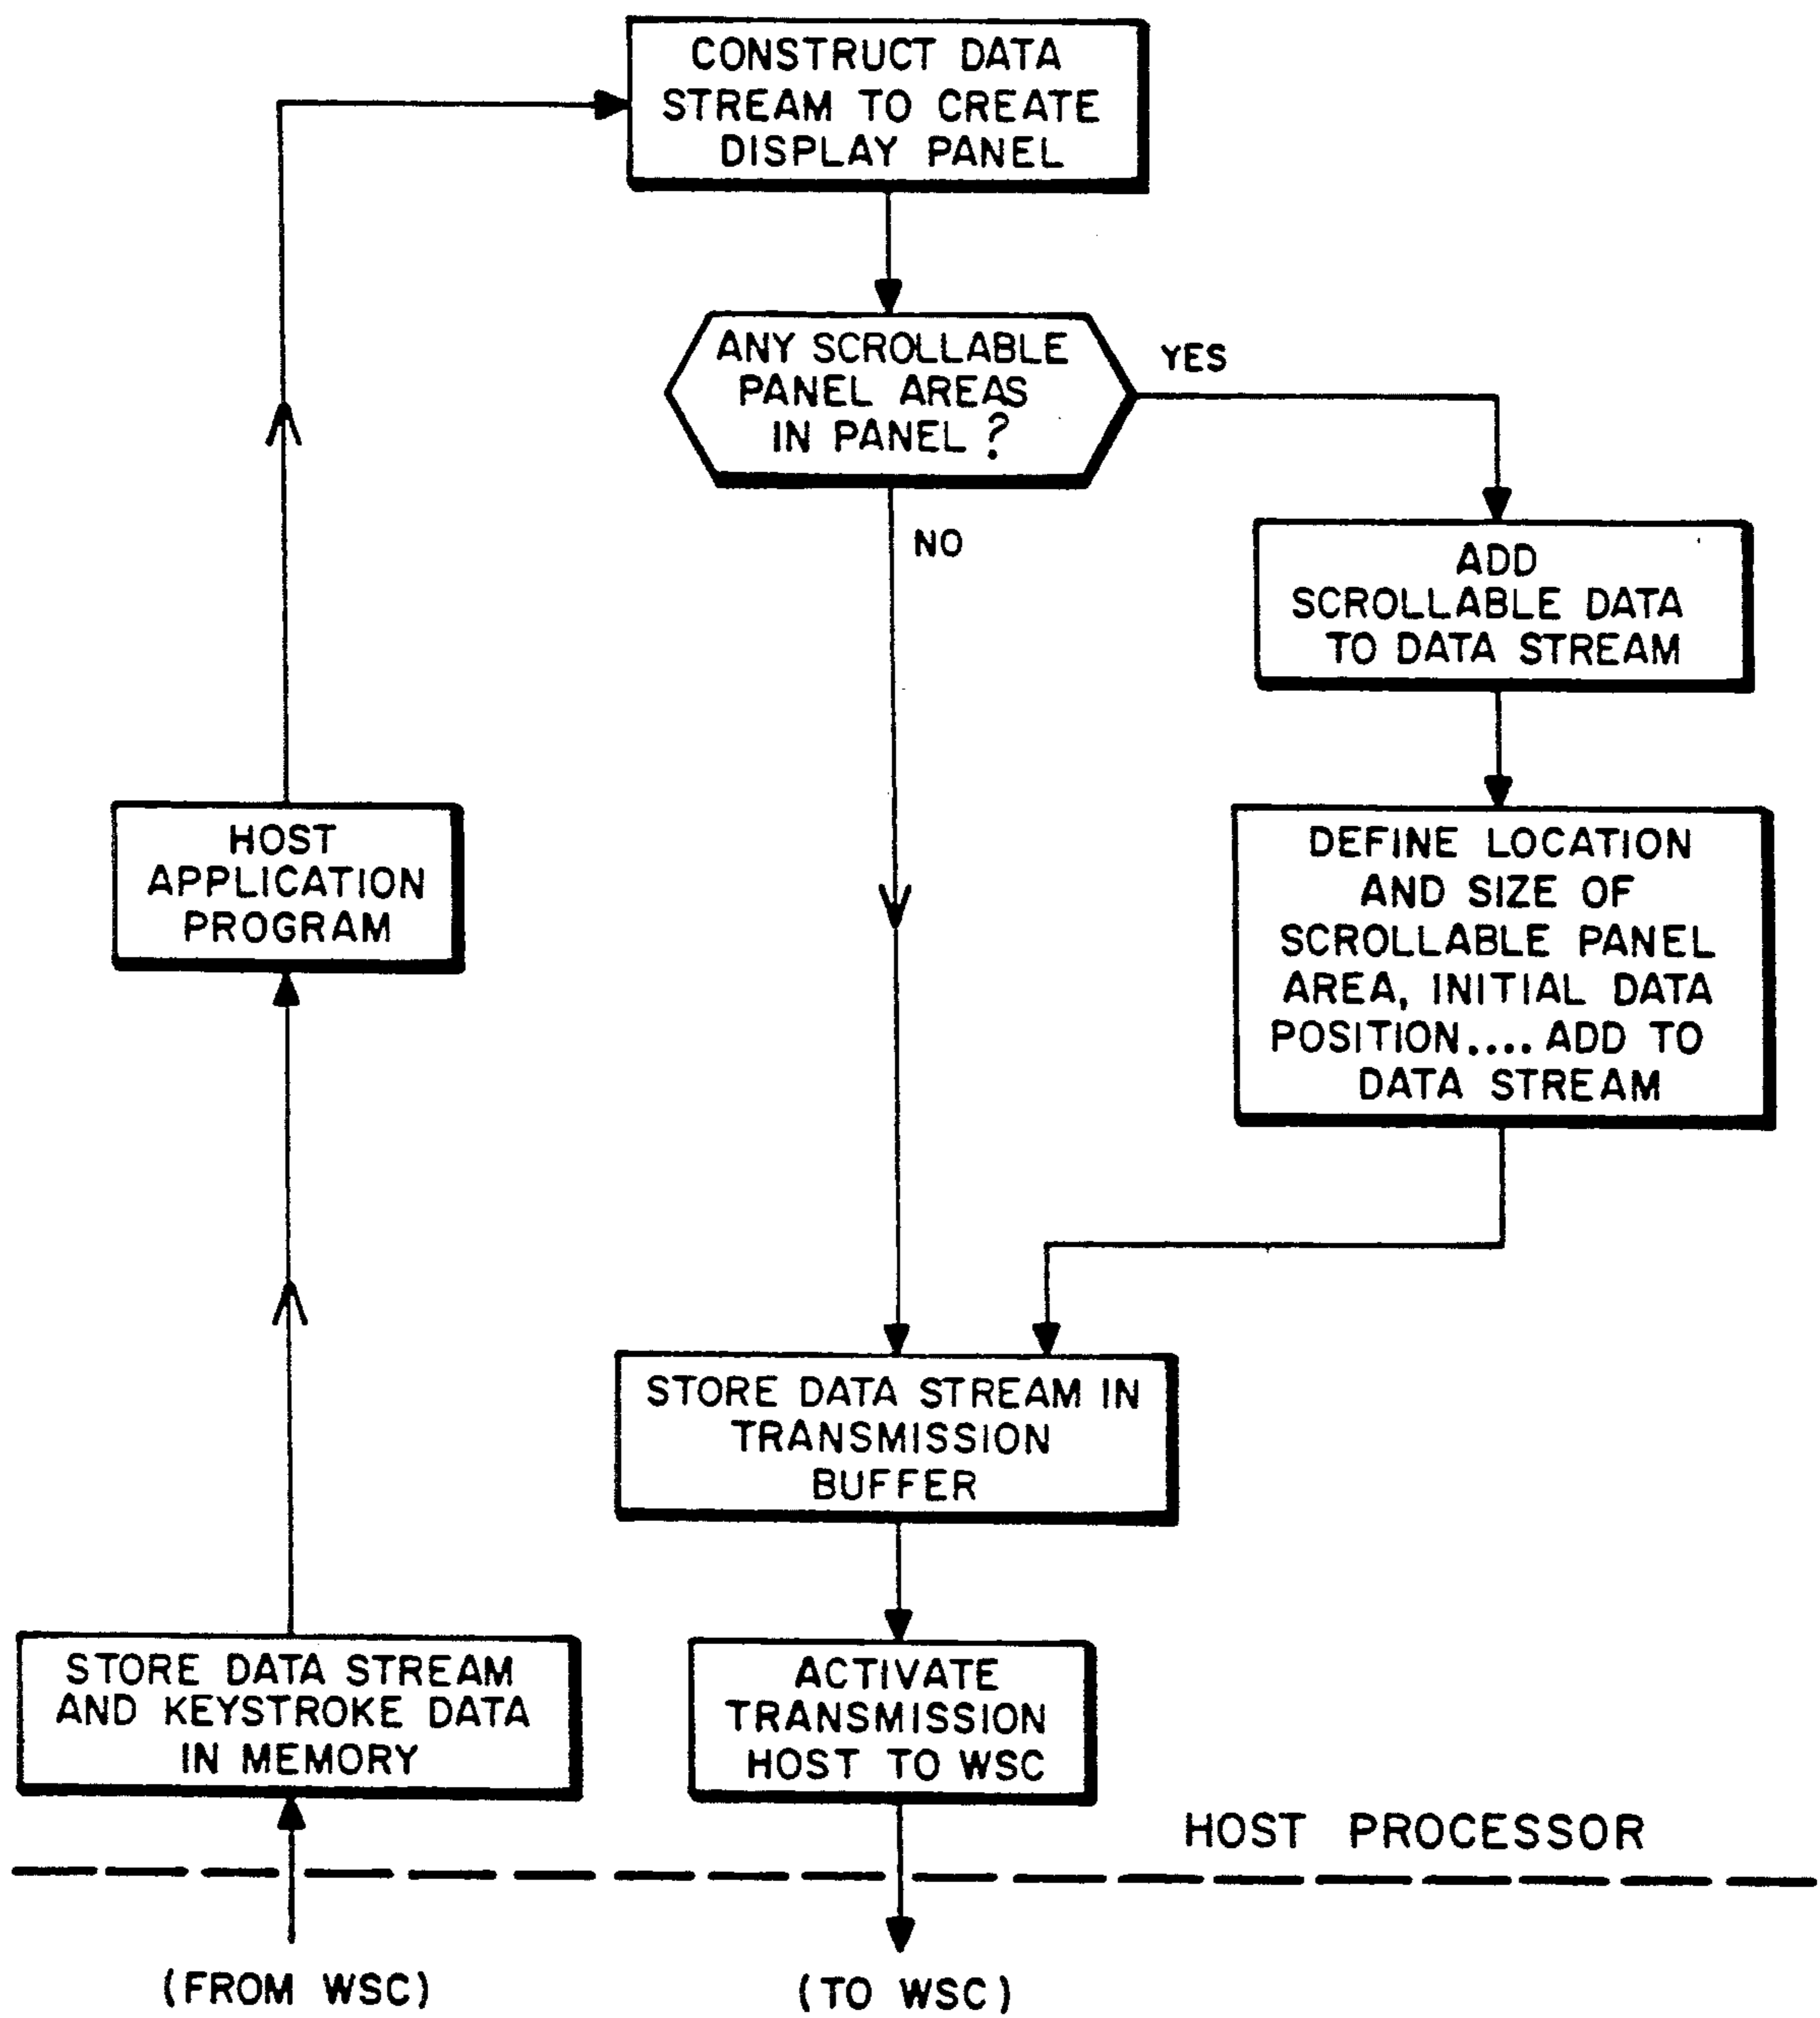 CONSTRUCT DATA
STREAM TO CREATE
DISPLAY PANEL
ANY SCROLLABLE
PANEL AREAS
IN PANEL ?
YES
NO
ADD
SCROLLABLE DATA
TO DATA STREAM
HOST
APPLICATION
PROGRAM
DEFINE LOCATION
AND SIZE OF
SCROLLABLE PANEL
AREA, INITIAL DATA
POSITION.... ADD TO
DATA STREAM
STORE DATA STREAM IN
TRANSMISSION
BUFFER
STORE DATA STREAM
AND KEYSTROKE DATA
IN MEMORY
ACTIVATE
TRANSMISSION
HOST TO WSC
HOST PROCESSOR
(FROM WSC)
(TO WSC)